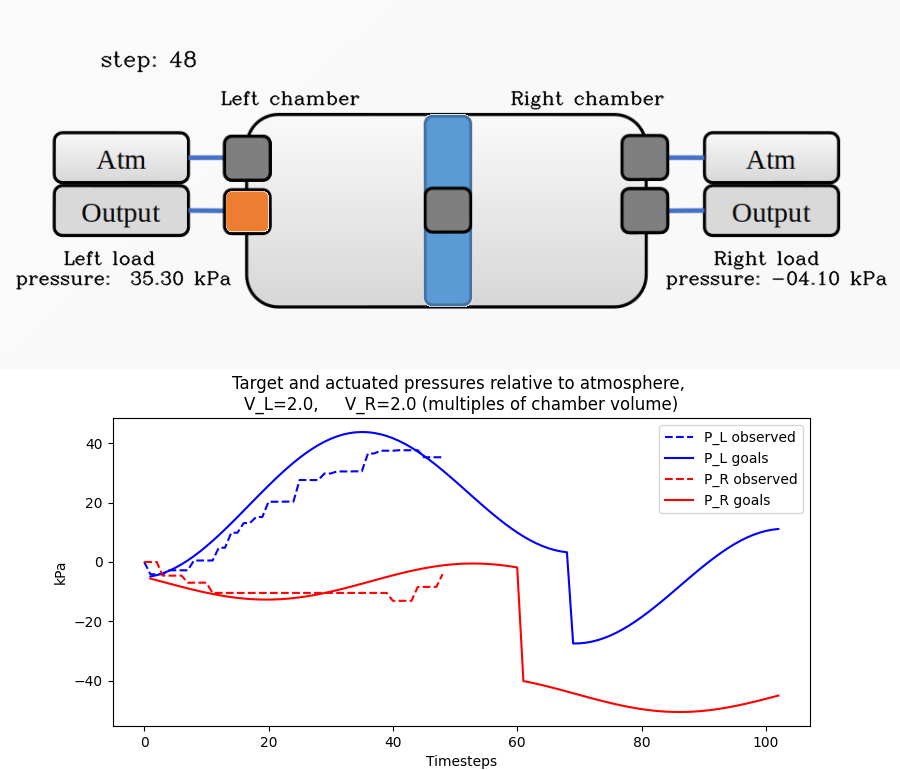 step: 48
Left chamber
Right chamber
Atm
Atm
Output
Output
Left load
pressure: 35.30 kPa
Right load
pressure: −04.10 kPa
Target and actuated pressures relative to atmosphere,
V_L=2.0, V_R=2.0 (multiples of chamber volume)
P_L observed
P_L goals
P_R observed
P_R goals
40
20
0
−20
−40
kPa
0 20 40 60 80 100
Timesteps